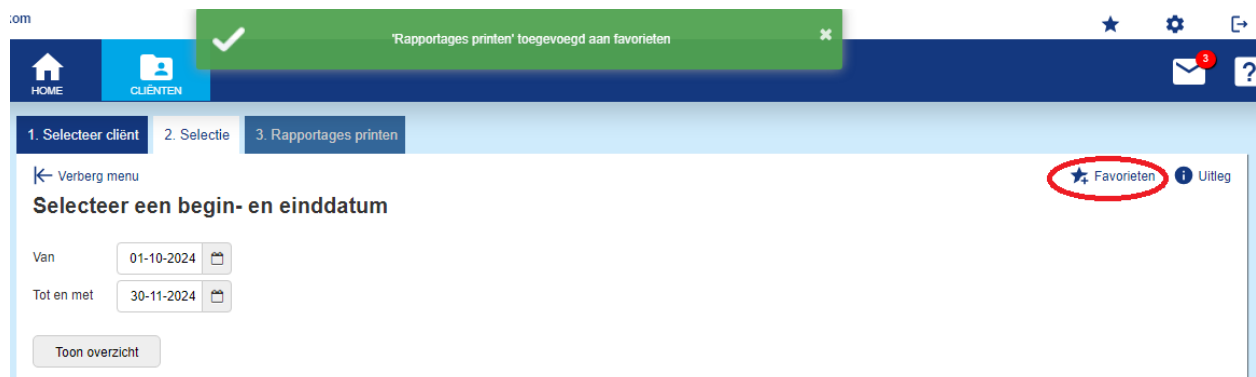 'Rapportages printen' toegevoegd aan favorieten
3
HOME
CLIËNTEN
?
1. Selecteer cliënt 2. Selectie 3. Rapportages printen
Verberg menu
Favorieten
Uitleg
Selecteer een begin- en einddatum
Van 01-10-2024
Tot en met 30-11-2024
Toon overzicht